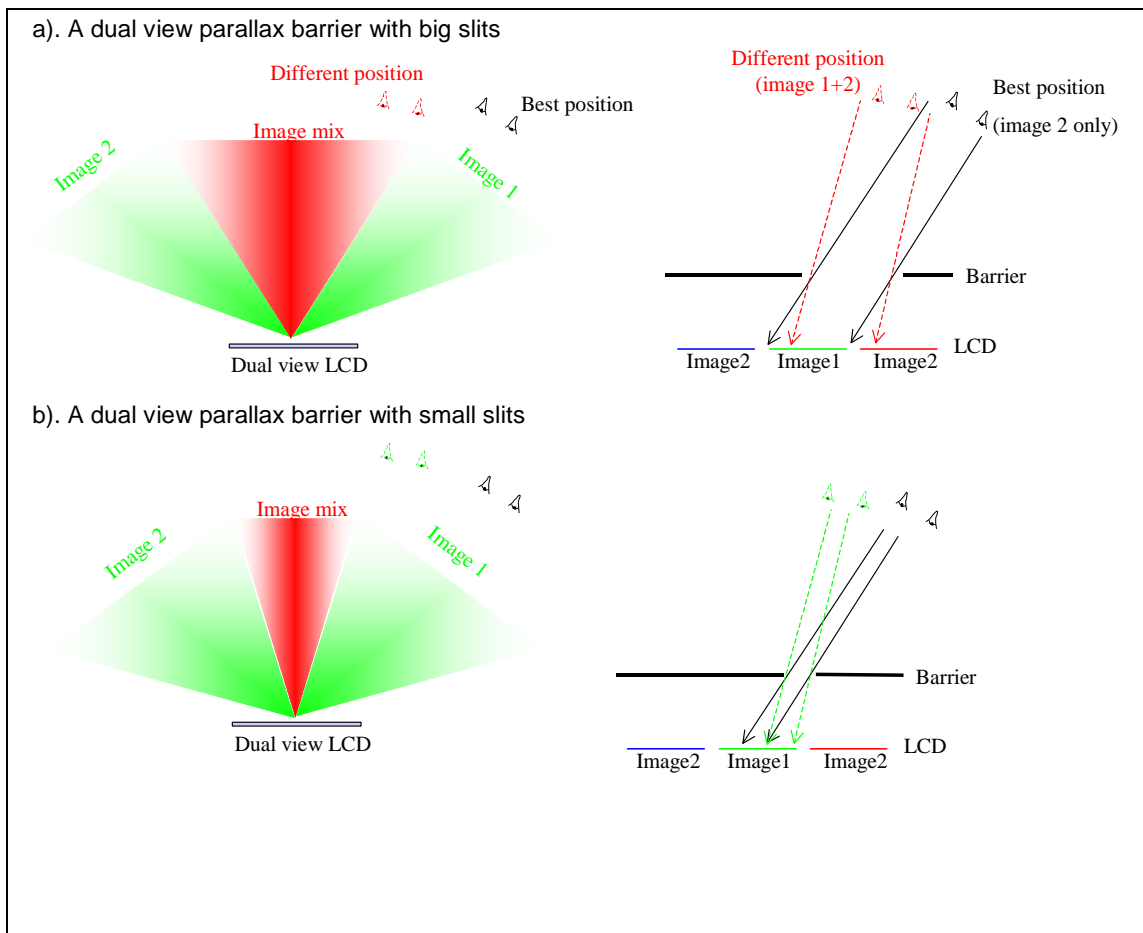 a). A dual view parallax barrier with big slits
Different position
Best position
Image mix
Image 2
Image 1
Dual view LCD
Different position
(image 1+2)
Best position
(image 2 only)
Barrier
LCD
Image2
Image1
Image2
b). A dual view parallax barrier with small slits
Image mix
Image 2
Image 1
Dual view LCD
Barrier
LCD
Image2
Image1
Image2